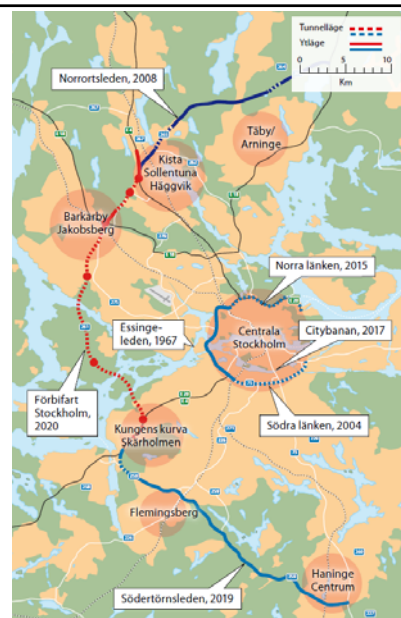 Tunnelläge
Ytläge
0 5 10
Km
Norrortsleden, 2008
Täby/
Arninge
Kista
Sollentuna
Häggvik
Barkarby
Jakobsberg
Norra länken, 2015
Essinge-
leden, 1967
Centrala
Stockholm
Citybanan, 2017
Förbifart
Stockholm,
2020
Södra länken, 2004
Kungens kurva
Skärholmen
Flemingsberg
Haninge
Centrum
Södertörnsleden, 2019